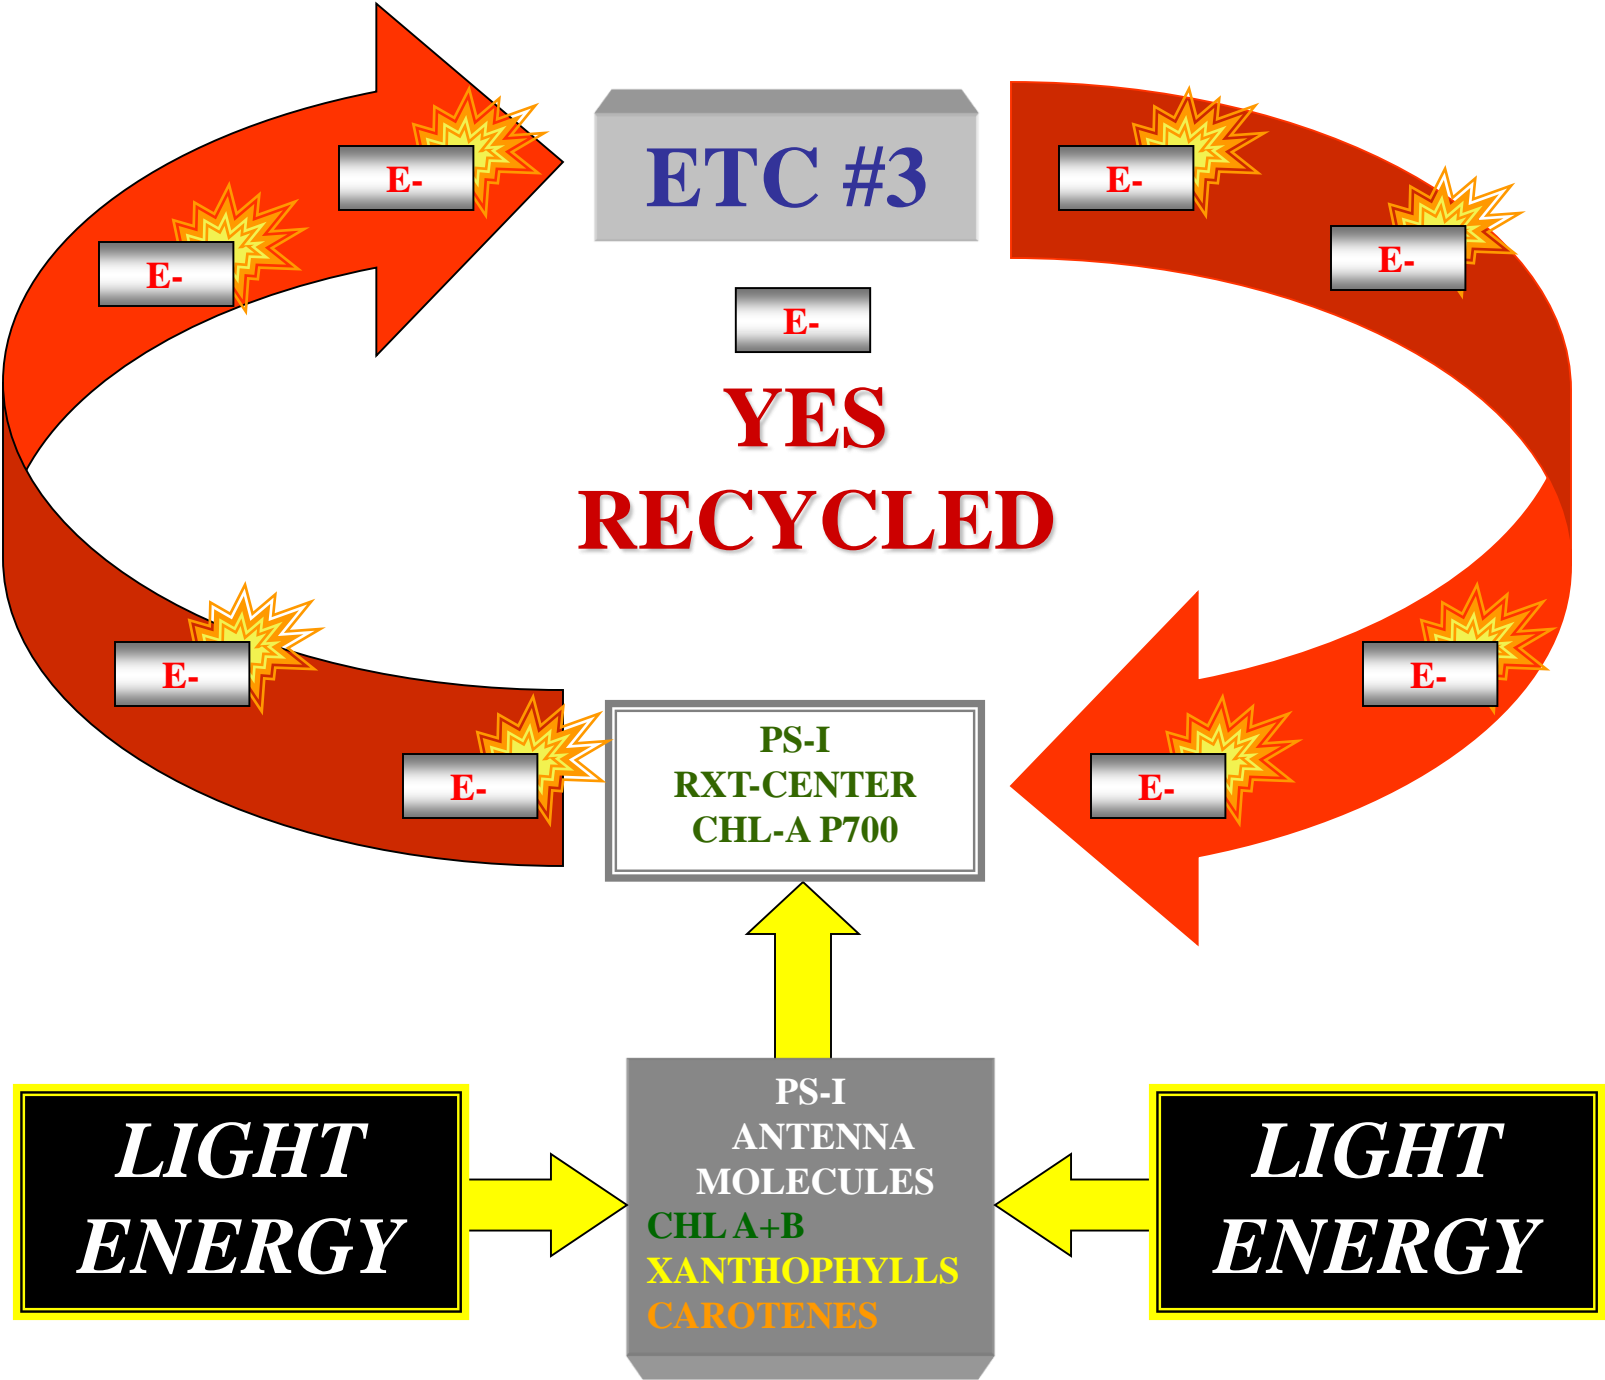 ETC #3
E-
E-
E-
E-
E-
E-
YES
RECYCLED
E-
E-
E-
E-
PS-I
RXT-CENTER
CHL-A P700
PS-I
ANTENNA
MOLECULES
CHL A+B
XANTHOPHYLLS
CAROTENES
LIGHT
ENERGY
LIGHT
ENERGY